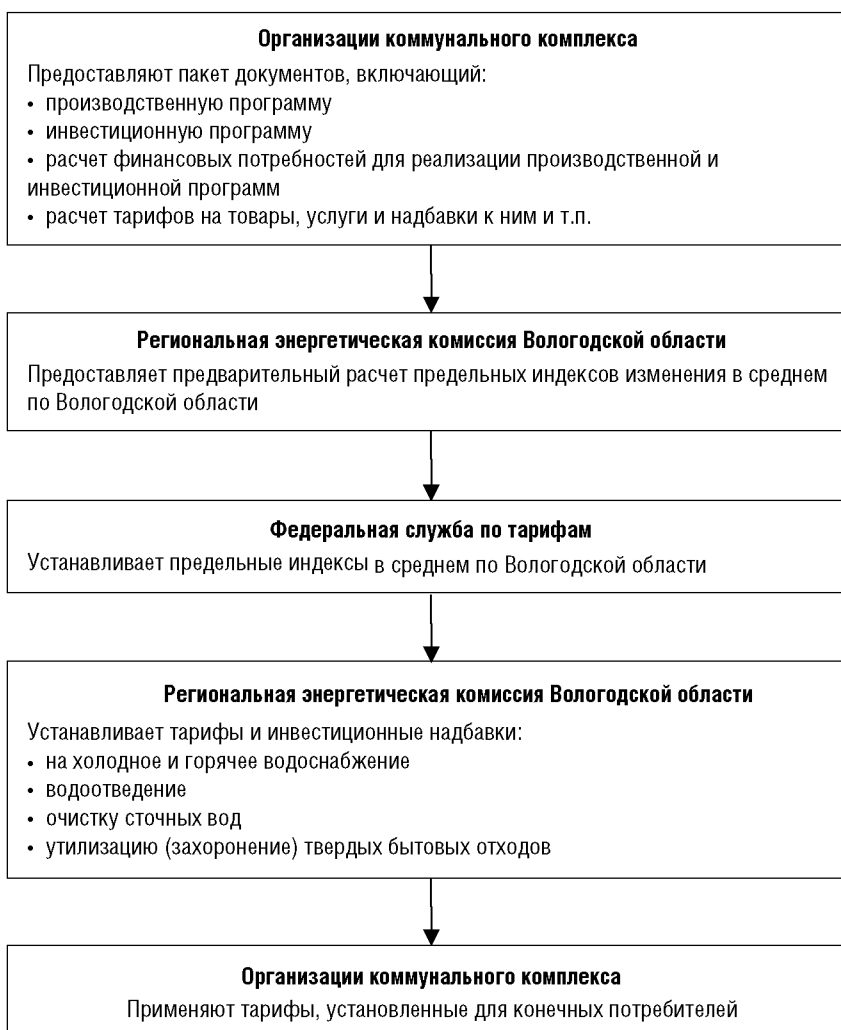 Организации коммунального комплекса
Предоставляют пакет документов, включающий:
• производственную программу
• инвестиционную программу
• расчет финансовых потребностей для реализации производственной и
инвестиционной программ
• расчет тарифов на товары, услуги и надбавки к ним и т.п.
Региональная энергетическая комиссия Вологодской области
Предоставляет предварительный расчет предельных индексов изменения в среднем
по Вологодской области
Федеральная служба по тарифам
Устанавливает предельные индексы в среднем по Вологодской области
Региональная энергетическая комиссия Вологодской области
Устанавливает тарифы и инвестиционные надбавки:
• на холодное и горячее водоснабжение
• водоотведение
• очистку сточных вод
• утилизацию (захоронение) твердых бытовых отходов
Организации коммунального комплекса
Применяют тарифы, установленные для конечных потребителей